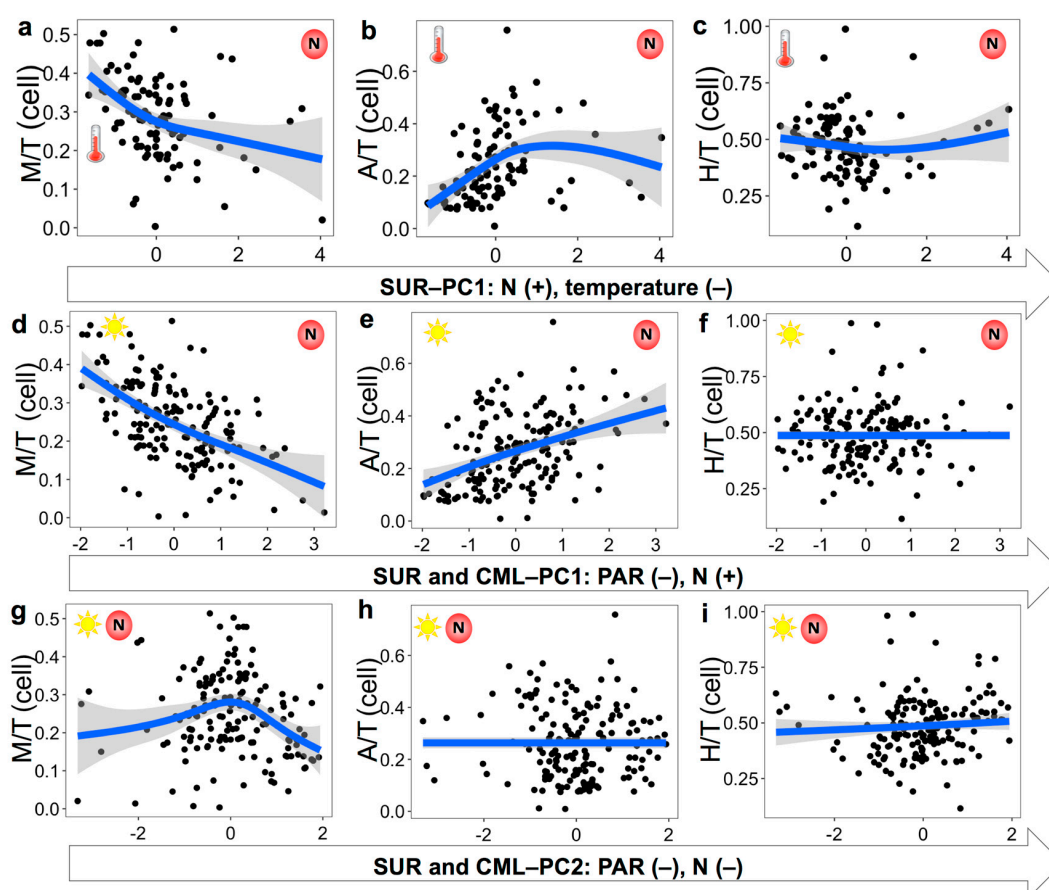 a b c
N N N
M/T (cell)
0.5
0.4
0.3
0.2
0.1
0.0
0 2 4
A/T (cell)
0.6
0.4
0.2
0.0
0 2 4
H/T (cell)
1.00
0.75
0.50
0.25
0 2 4
SUR–PC1: N (+), temperature (–)
d e f
N N N
M/T (cell)
0.5
0.4
0.3
0.2
0.1
0.0
-2 -1 0 1 2 3
A/T (cell)
0.6
0.4
0.2
0.0
-2 -1 0 1 2 3
H/T (cell)
1.00
0.75
0.50
0.25
-2 -1 0 1 2 3
SUR and CML–PC1: PAR (–), N (+)
g h i
N N N
M/T (cell)
0.5
0.4
0.3
0.2
0.1
0.0
-2 0 2
A/T (cell)
0.6
0.4
0.2
0.0
-2 0 2
H/T (cell)
1.00
0.75
0.50
0.25
-2 0 2
SUR and CML–PC2: PAR (–), N (–)